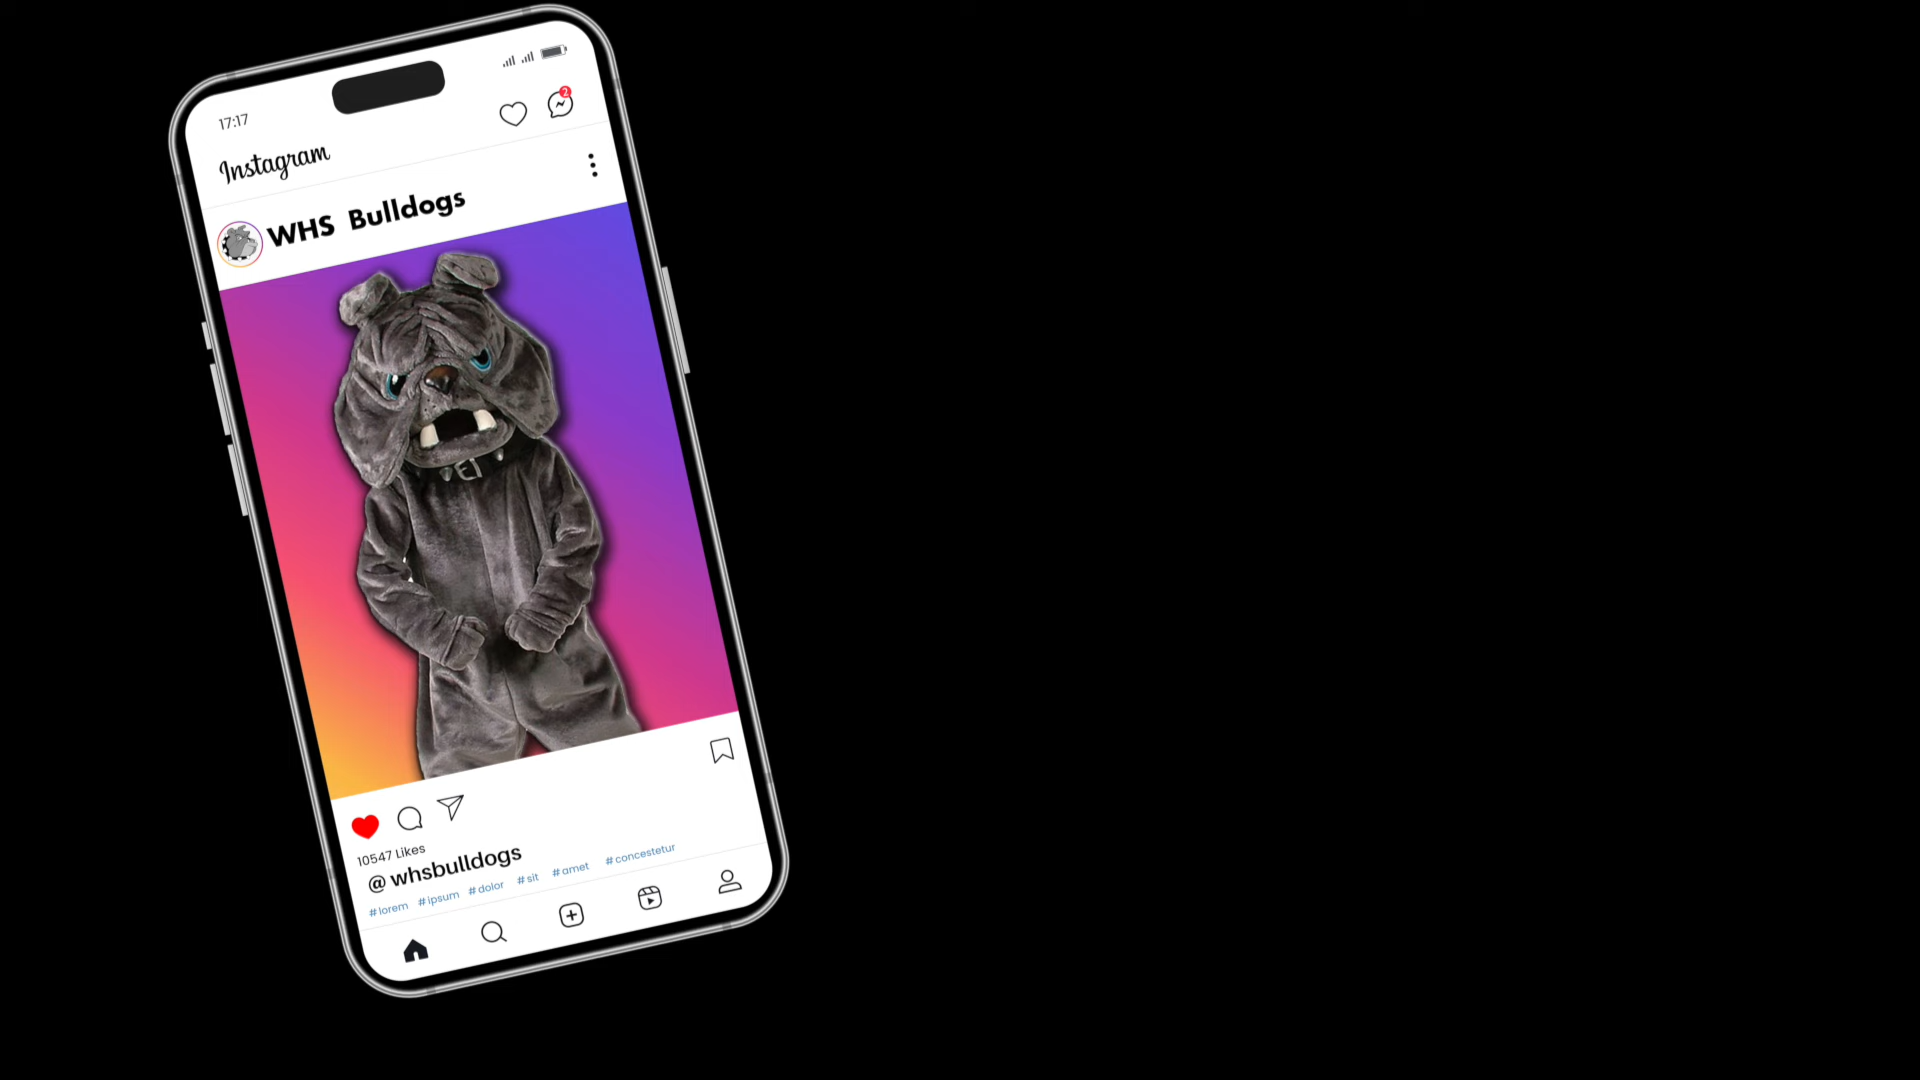 17:17
2
Instagram
WHS Bulldogs
10547 Likes
@whsbulldogs
#lorem #ipsum #dolor #sit #amet #concestetur